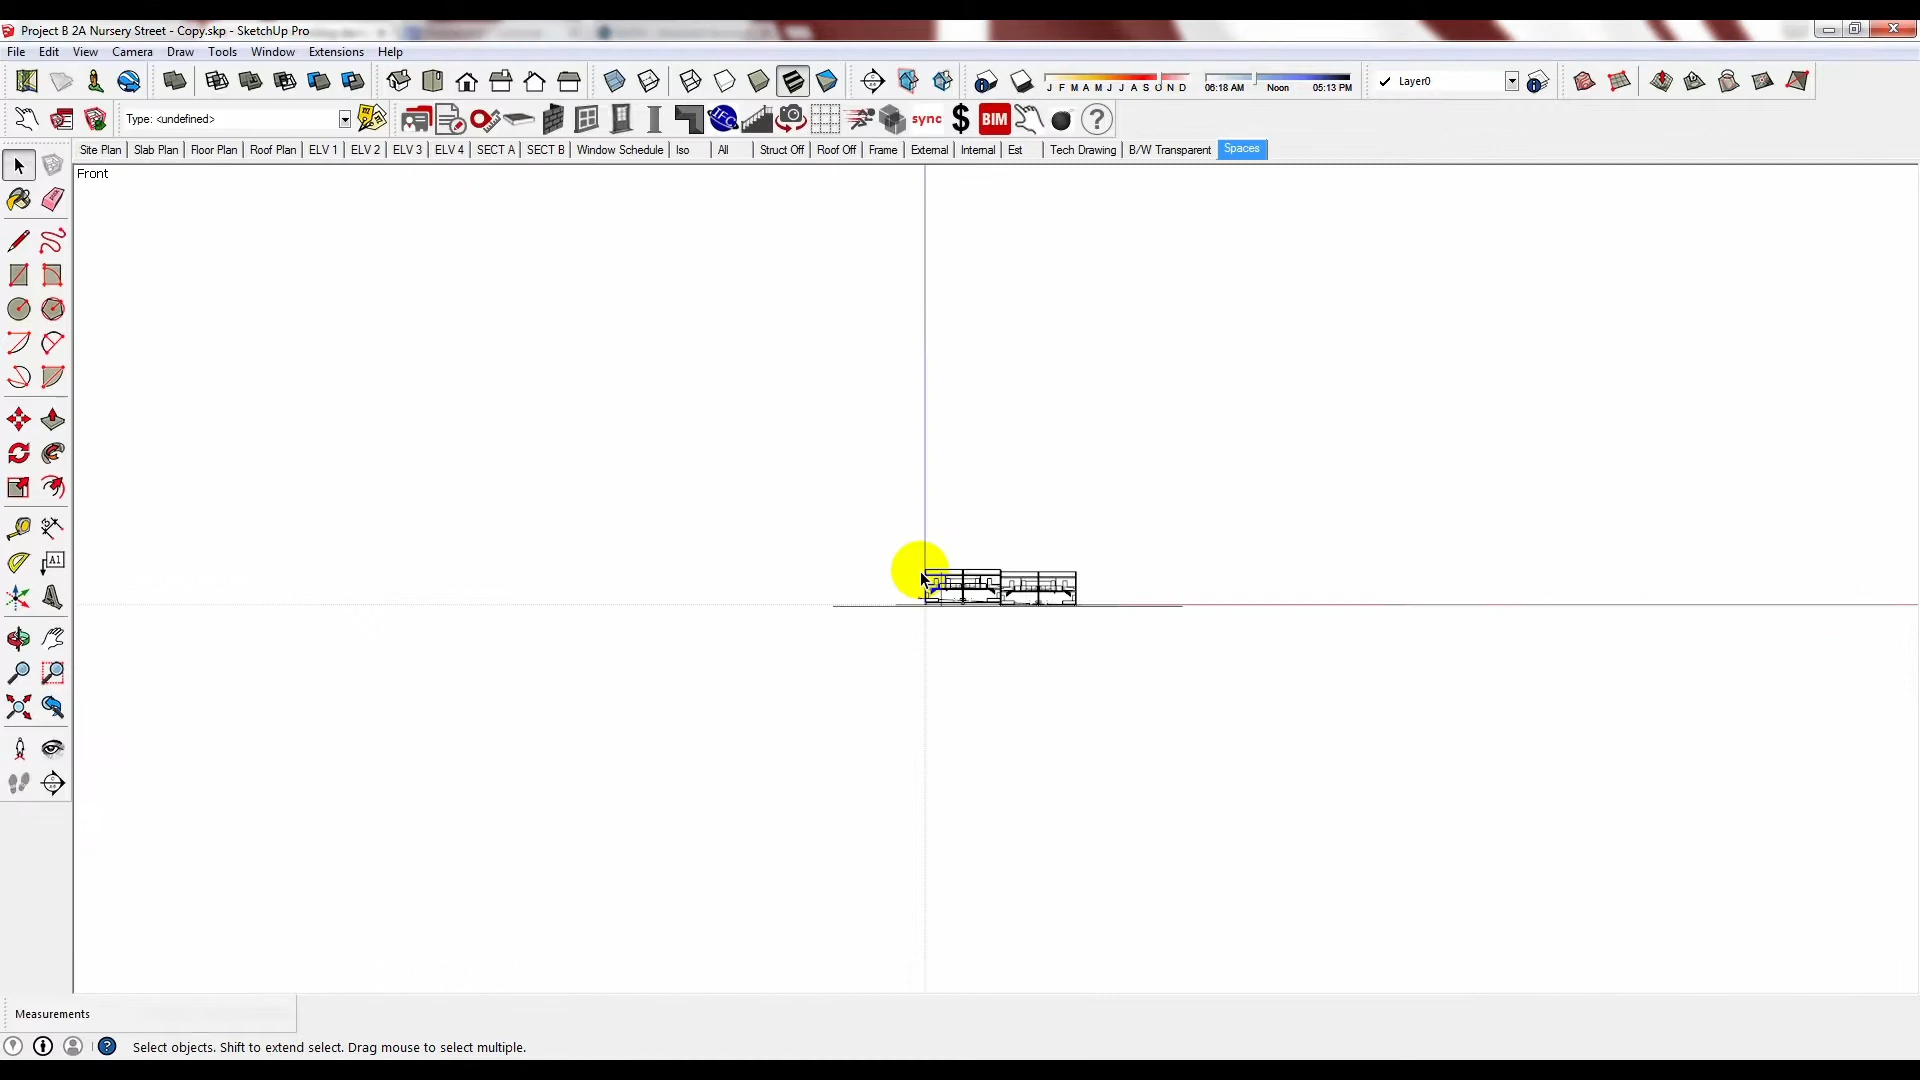 Project B 2A Nursery Street - Copy.skp - SketchUp Pro
File Edit View Camera Draw Tools Window Extensions Help
J F M A M J J A S O N D 06:18 AM Noon 05:13 PM Layer0
Type: <undefined> IFC sync $ BIM ?
Site Plan Slab Plan Floor Plan Roof Plan ELV 1 ELV 2 ELV 3 ELV 4 SECT A SECT B Window Schedule Iso All Struct Off Roof Off Frame External Internal Est Tech Drawing B/W Transparent Spaces
Front
A1
Measurements
Select objects. Shift to extend select. Drag mouse to select multiple.